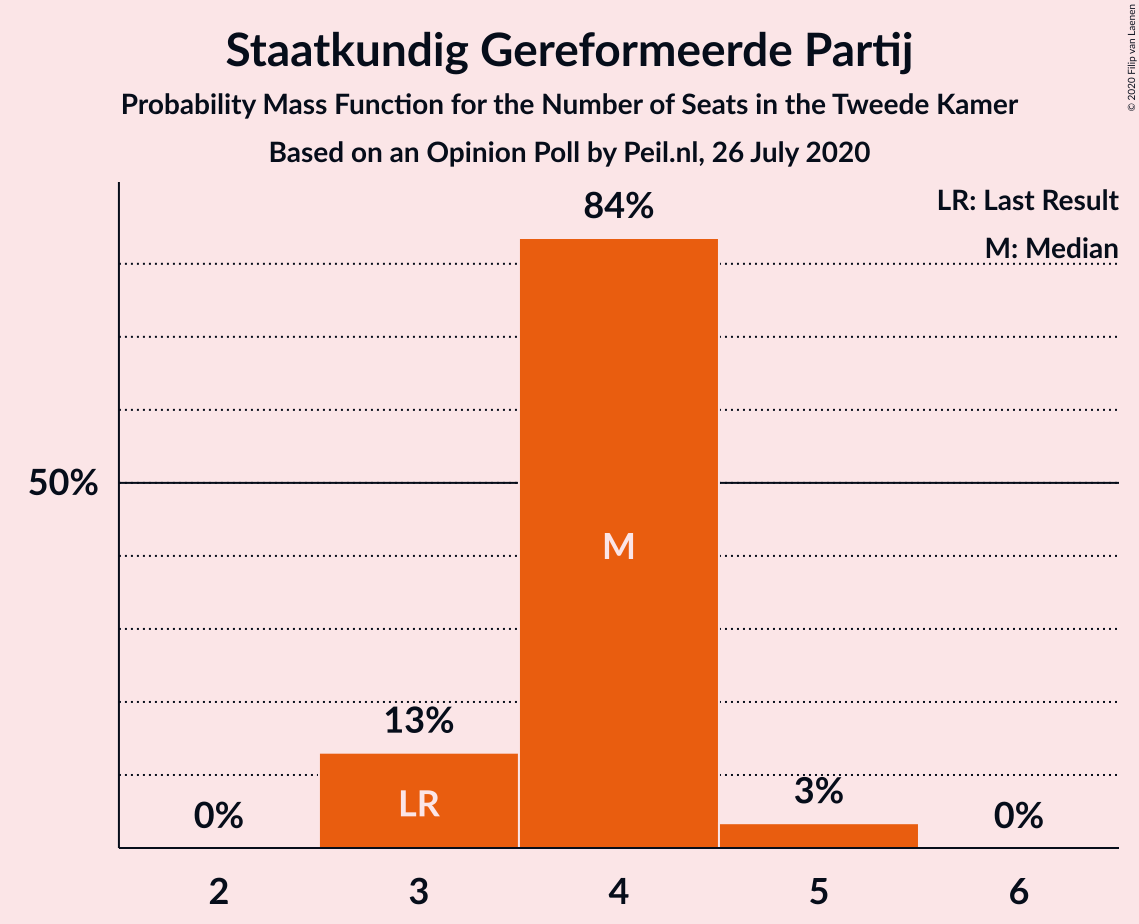 Staatkundig Gereformeerde Partij
Probability Mass Function for the Number of Seats in the Tweede Kamer
Based on an Opinion Poll by Peil.nl, 26 July 2020
© 2020 Filip van Laenen
LR: Last Result
M: Median
84%
50%
M
13%
LR
3%
0%
0%
2 3 4 5 6